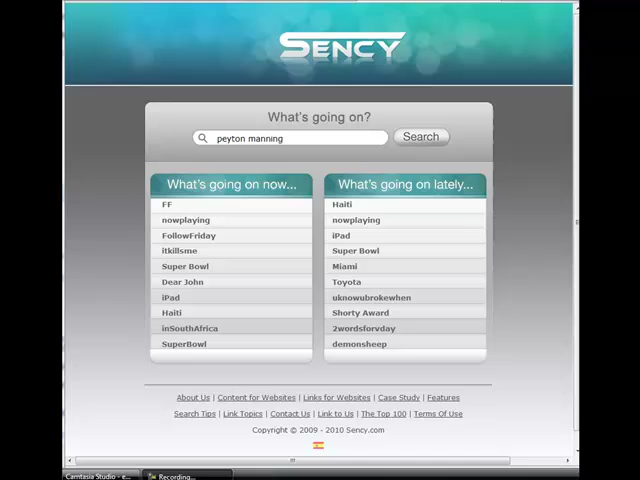 SENCY
What's going on?
peyton manning
Search
What's going on now...
FF
nowplaying
FollowFriday
itkillsme
Super Bowl
Dear John
iPad
Haiti
inSouthAfrica
SuperBowl
What's going on lately...
Haiti
nowplaying
iPad
Super Bowl
Miami
Toyota
uknowubrokewhen
Shorty Award
2wordsforvday
demonsheep
About Us | Content for Websites | Links for Websites | Case Study | Features
Search Tips | Link Topics | Contact Us | Link to Us | The Top 100 | Terms Of Use
Copyright © 2009 - 2010 Sency.com
Camtasia Studio - e...
Recording...